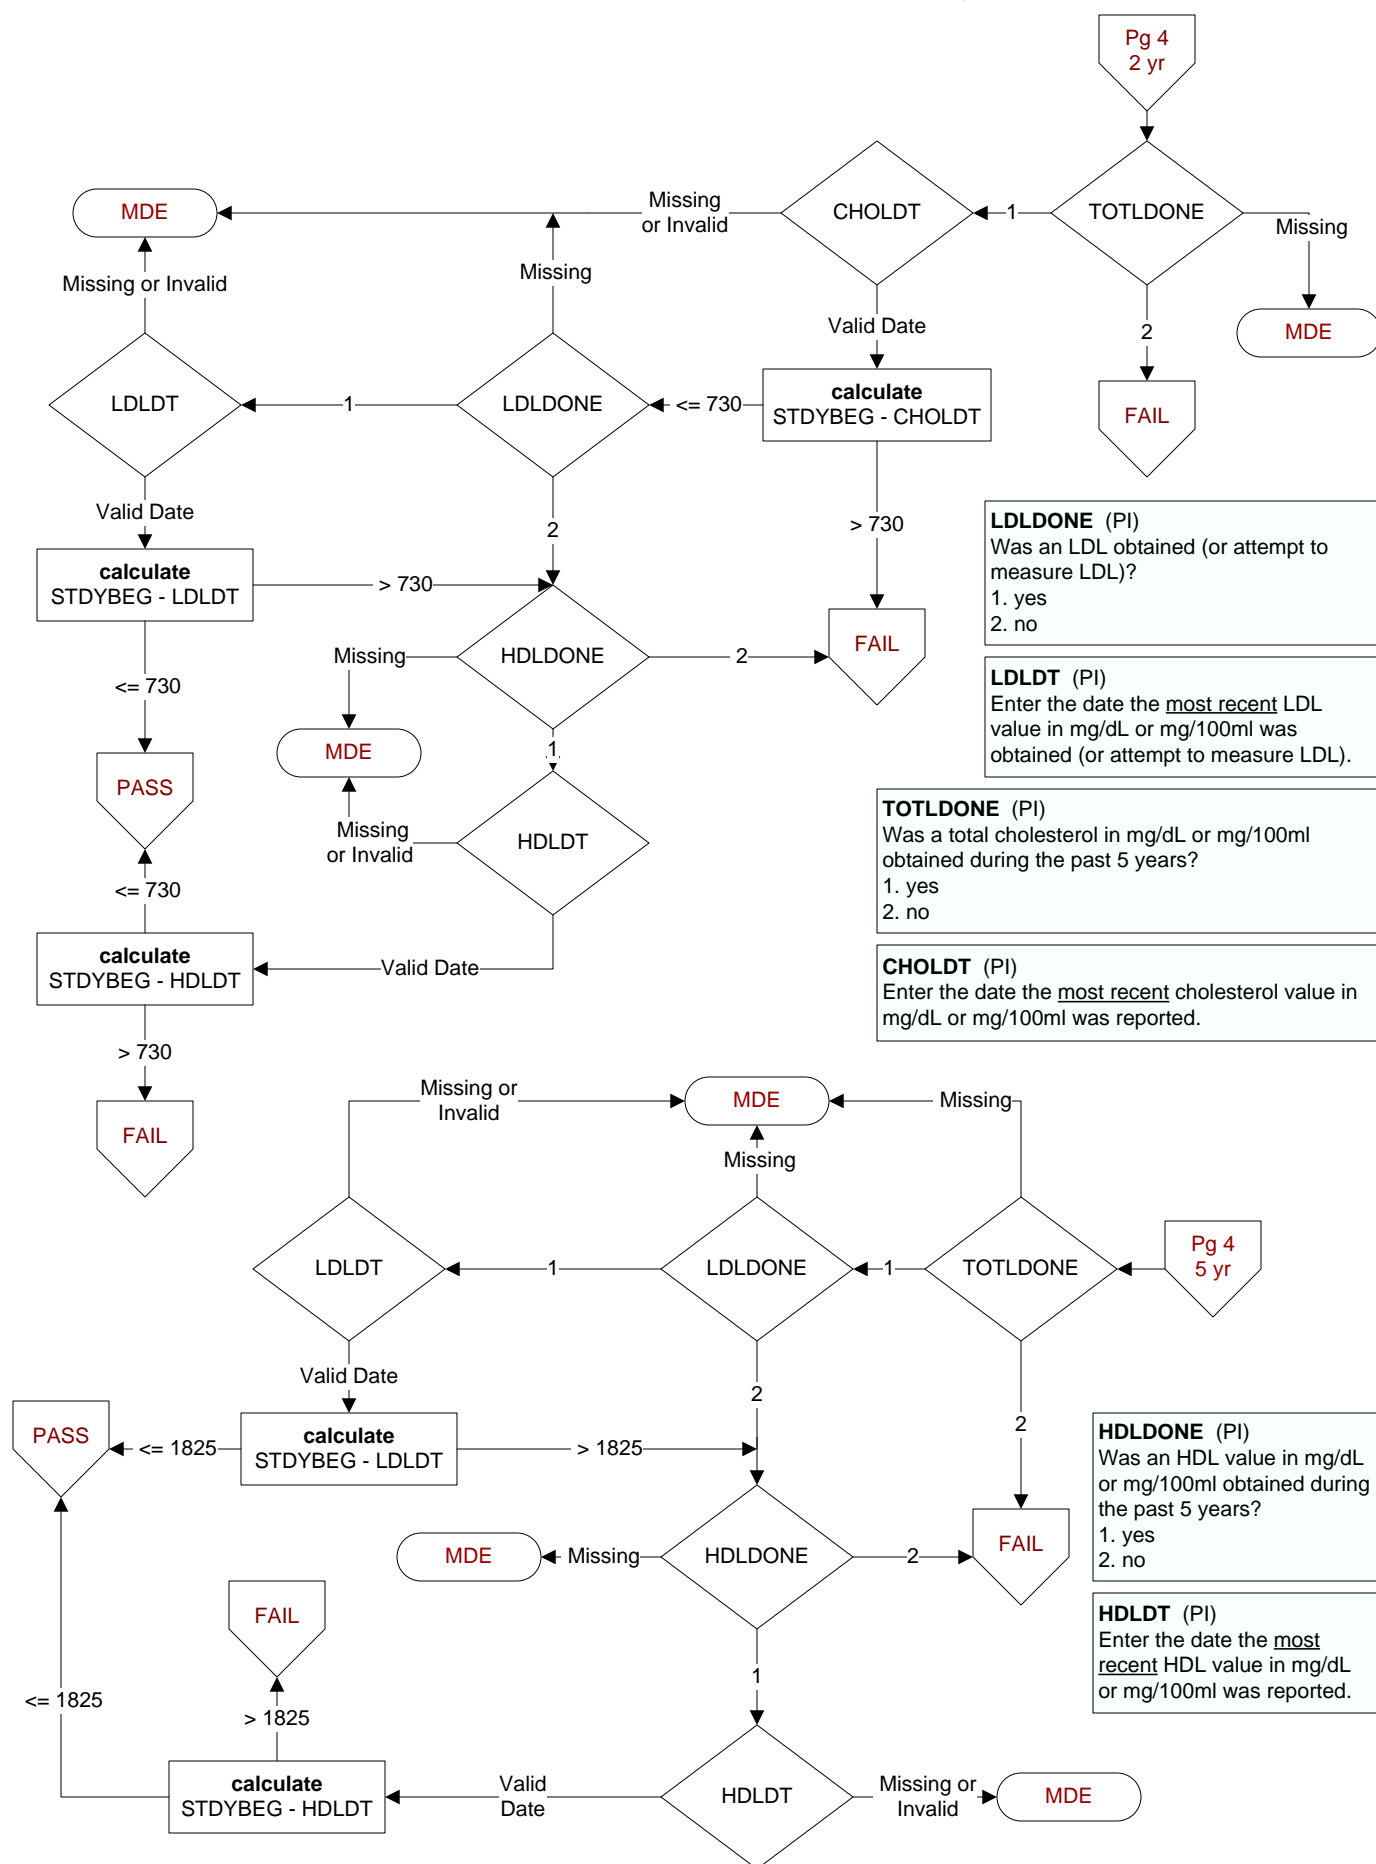 Pg 4
2 yr
TOTLDONE
1
Missing
MDE
2
FAIL
CHOLDT
Missing
or Invalid
MDE
Valid Date
calculate
STDYBEG - CHOLDT
<= 730
> 730
FAIL
LDLDONE
Missing
1
2
LDLDT
Missing or Invalid
Valid Date
calculate
STDYBEG - LDLDT
> 730
<= 730
PASS
HDLDONE
Missing
MDE
2
1
HDLDT
Missing
or Invalid
Valid Date
calculate
STDYBEG - HDLDT
<= 730
> 730
FAIL
LDLDONE (PI)
Was an LDL obtained (or attempt to
measure LDL)?
1. yes
2. no
LDLDT (PI)
Enter the date the most recent LDL
value in mg/dL or mg/100ml was
obtained (or attempt to measure LDL).
TOTLDONE (PI)
Was a total cholesterol in mg/dL or mg/100ml
obtained during the past 5 years?
1. yes
2. no
CHOLDT (PI)
Enter the date the most recent cholesterol value in
mg/dL or mg/100ml was reported.
Pg 4
5 yr
TOTLDONE
Missing
MDE
1
2
FAIL
LDLDONE
Missing
1
2
LDLDT
Missing or
Invalid
Valid Date
calculate
STDYBEG - LDLDT
<= 1825
PASS
> 1825
HDLDONE
Missing
MDE
2
1
HDLDT
Missing or
Invalid
MDE
Valid
Date
calculate
STDYBEG - HDLDT
> 1825
FAIL
<= 1825
HDLDONE (PI)
Was an HDL value in mg/dL
or mg/100ml obtained during
the past 5 years?
1. yes
2. no
HDLDT (PI)
Enter the date the most
recent HDL value in mg/dL
or mg/100ml was reported.